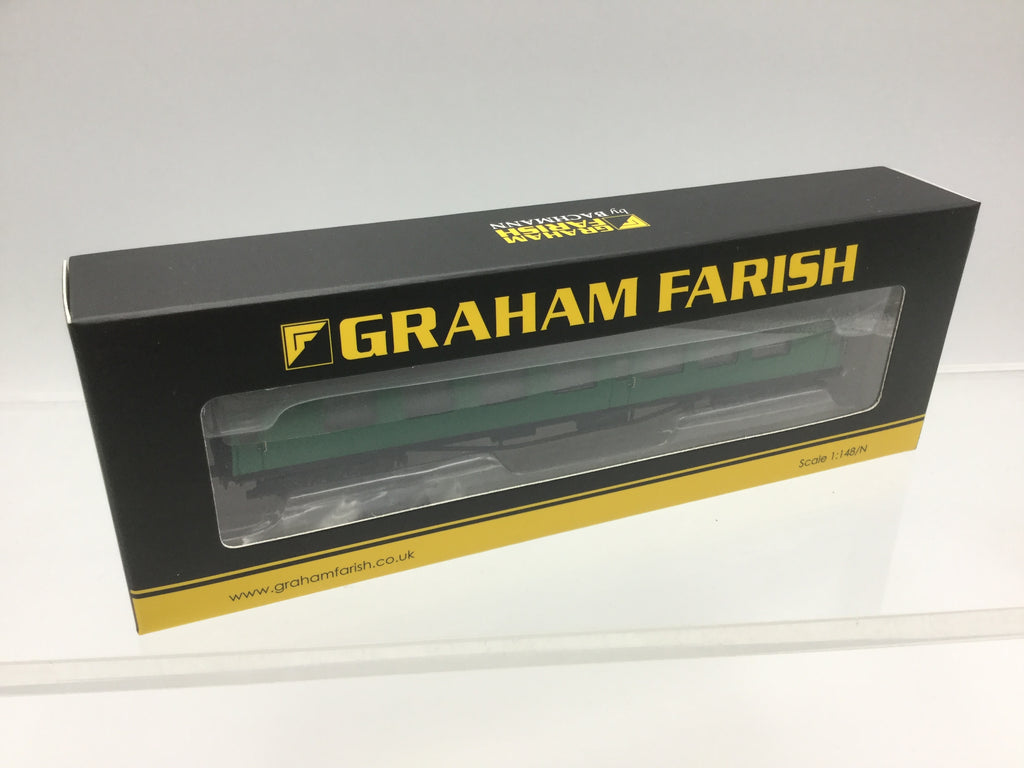 GRAHAM
FARISH
by BACHMANN
GRAHAM FARISH
Scale 1:148/N
www.grahamfarish.co.uk